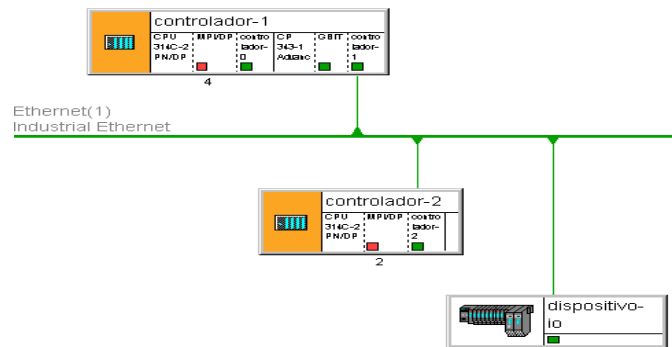 controlador-1
CPU MPI/DP contro CP GBIT contro
314C-2 lador- 343-1 lador-
PN/DP 0 Advanc 1
4
Ethernet(1)
Industrial Ethernet
controlador-2
CPU MPI/DP contro
314C-2 lador-
PN/DP 2
2
dispositivo-
io